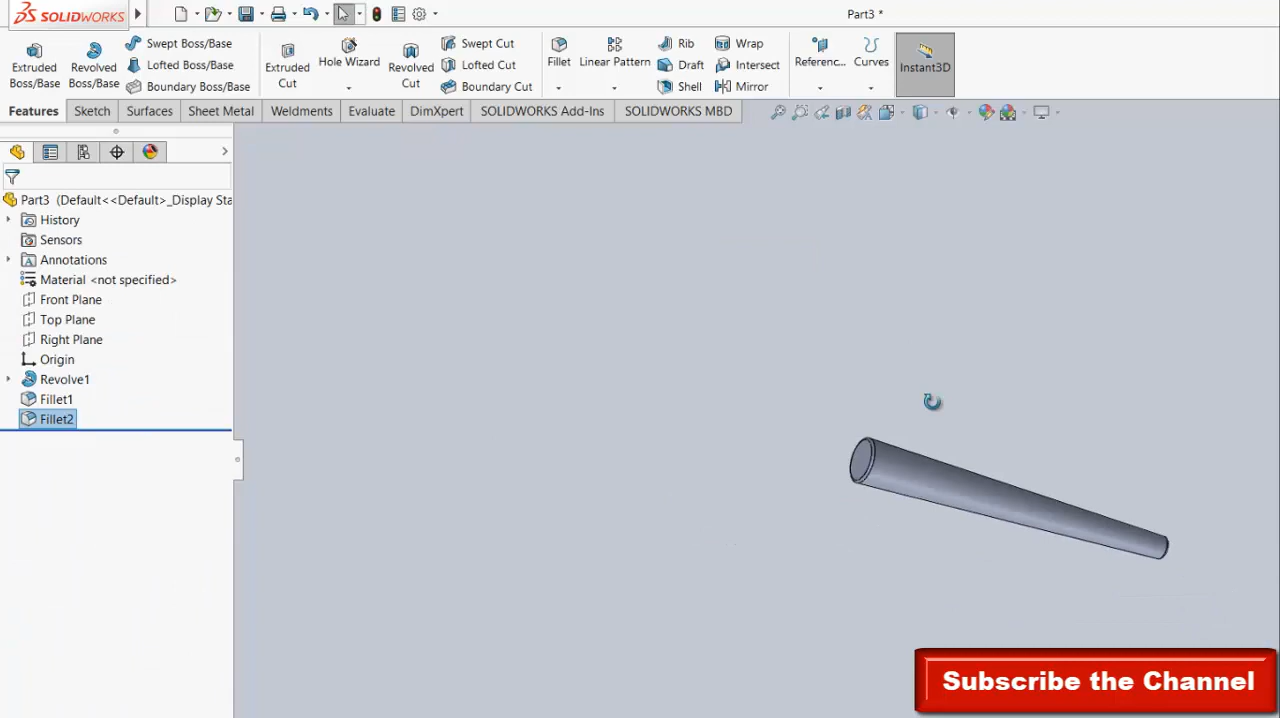 SOLIDWORKS
Part3 *
Extruded Boss/Base
Revolved Boss/Base
Swept Boss/Base
Lofted Boss/Base
Boundary Boss/Base
Extruded Cut
Hole Wizard
Revolved Cut
Swept Cut
Lofted Cut
Boundary Cut
Fillet
Linear Pattern
Rib
Draft
Shell
Wrap
Intersect
Mirror
Referenc...
Curves
Instant3D
Features Sketch Surfaces Sheet Metal Weldments Evaluate DimXpert SOLIDWORKS Add-Ins SOLIDWORKS MBD
Part3 (Default<<Default>_Display Sta
History
Sensors
Annotations
Material <not specified>
Front Plane
Top Plane
Right Plane
Origin
Revolve1
Fillet1
Fillet2
Subscribe the Channel